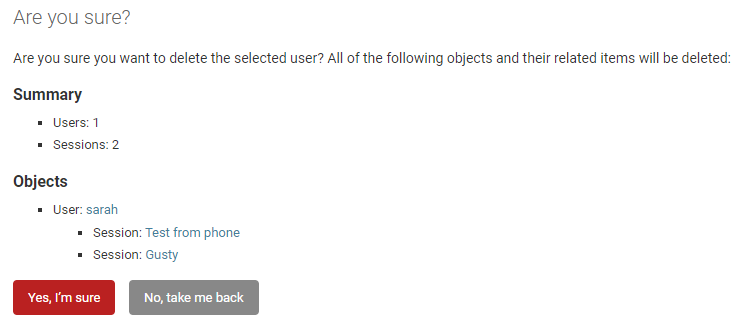 Are you sure?
Are you sure you want to delete the selected user? All of the following objects and their related items will be deleted:
Summary
Users: 1
Sessions: 2
Objects
User: sarah
Session: Test from phone
Session: Gusty
Yes, I'm sure
No, take me back